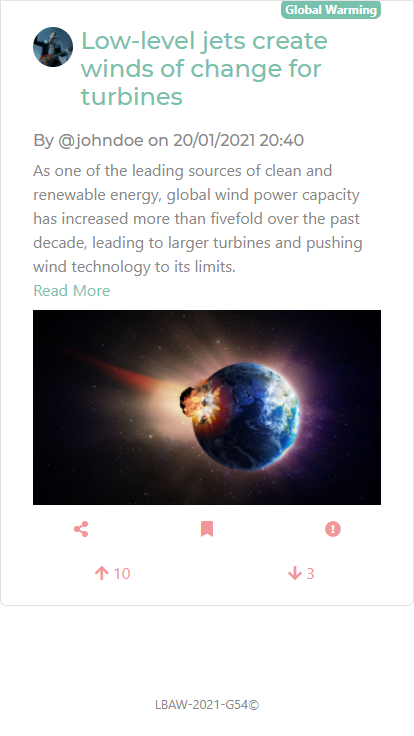 Global Warming
Low-level jets create
winds of change for
turbines
By @johndoe on 20/01/2021 20:40
As one of the leading sources of clean and
renewable energy, global wind power capacity
has increased more than fivefold over the past
decade, leading to larger turbines and pushing
wind technology to its limits.
Read More
10
3
LBAW-2021-G54©